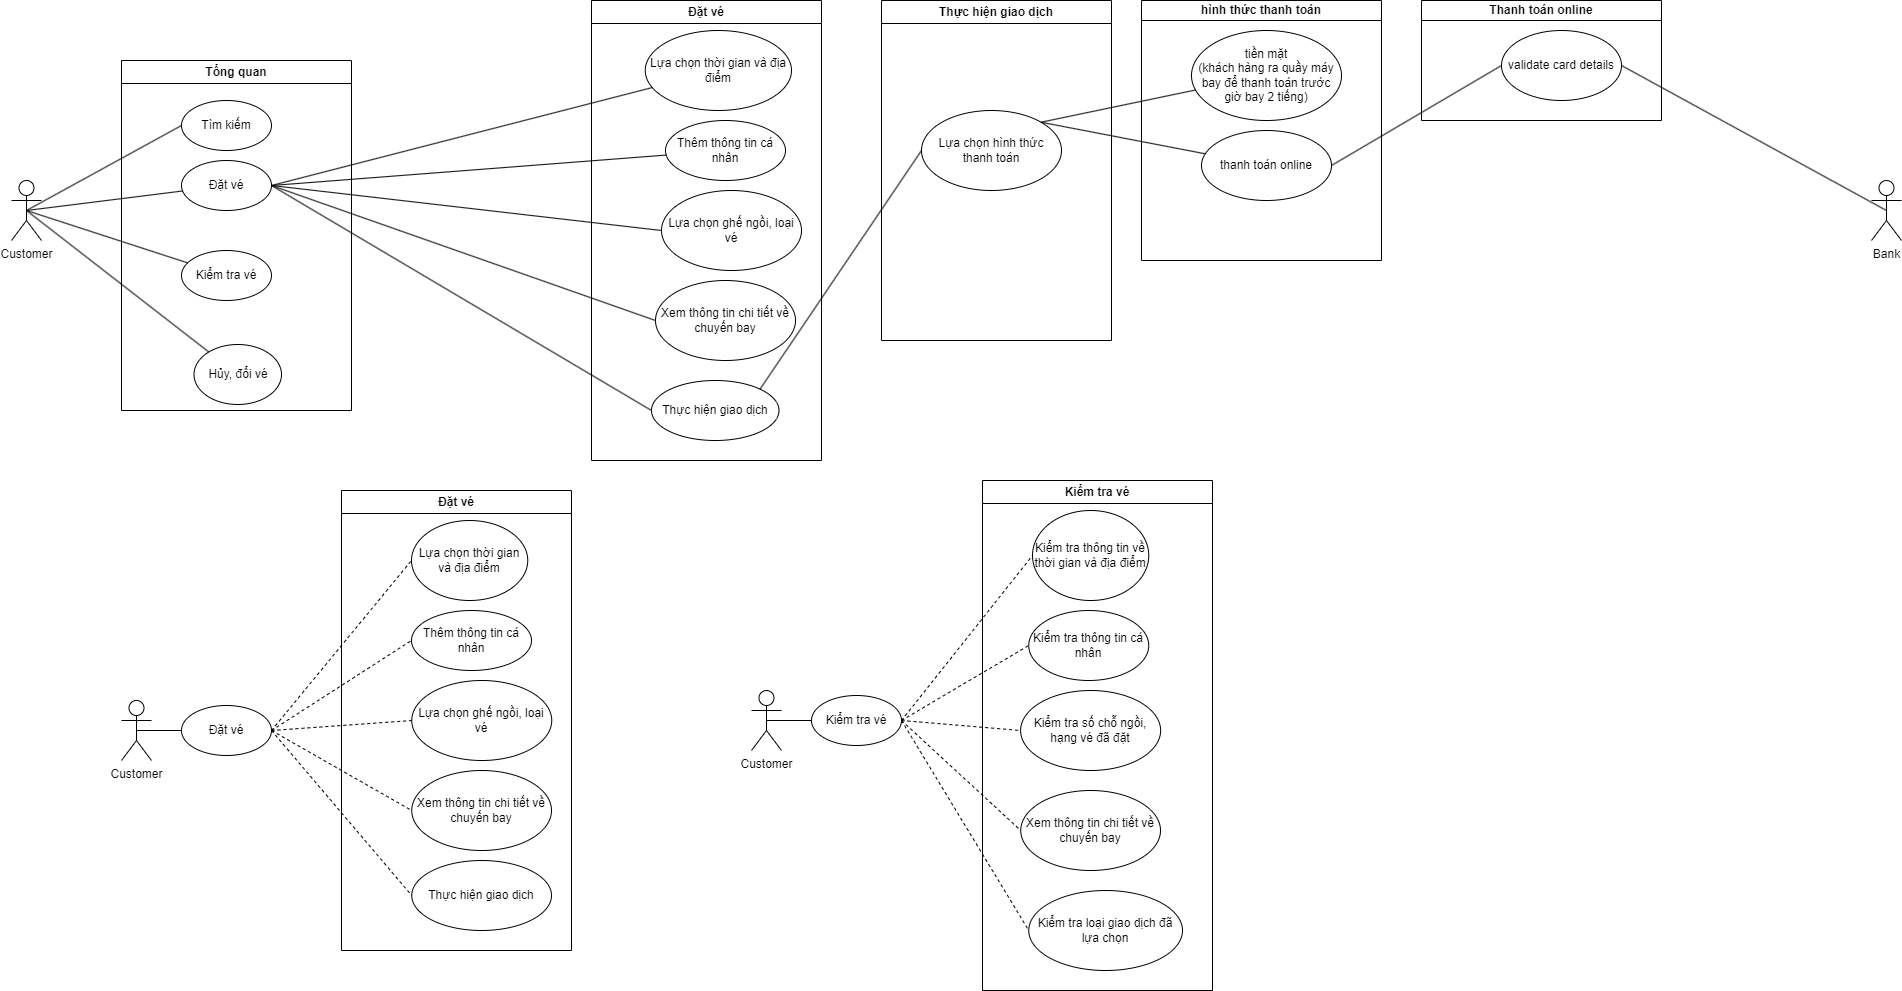 Tổng quan
Tìm kiếm
Đặt vé
Kiểm tra vé
Hủy, đổi vé
Customer
Đặt vé
Lựa chọn thời gian và địa
điểm
Thêm thông tin cá
nhân
Lựa chọn ghế ngồi, loại
vé
Xem thông tin chi tiết về
chuyến bay
Thực hiện giao dịch
Thực hiện giao dịch
Lựa chọn hình thức
thanh toán
hình thức thanh toán
tiền mặt
(khách hàng ra quầy máy
bay để thanh toán trước
giờ bay 2 tiếng)
thanh toán online
Thanh toán online
validate card details
Bank
Đặt vé
Lựa chọn thời gian
và địa điểm
Thêm thông tin cá
nhân
Lựa chọn ghế ngồi, loại
vé
Xem thông tin chi tiết về
chuyến bay
Thực hiện giao dịch
Đặt vé
Customer
Kiểm tra vé
Kiểm tra thông tin về
thời gian và địa điểm
Kiểm tra thông tin cá
nhân
Kiểm tra số chỗ ngồi,
hạng vé đã đặt
Xem thông tin chi tiết về
chuyến bay
Kiểm tra loại giao dịch đã
lựa chọn
Kiểm tra vé
Customer